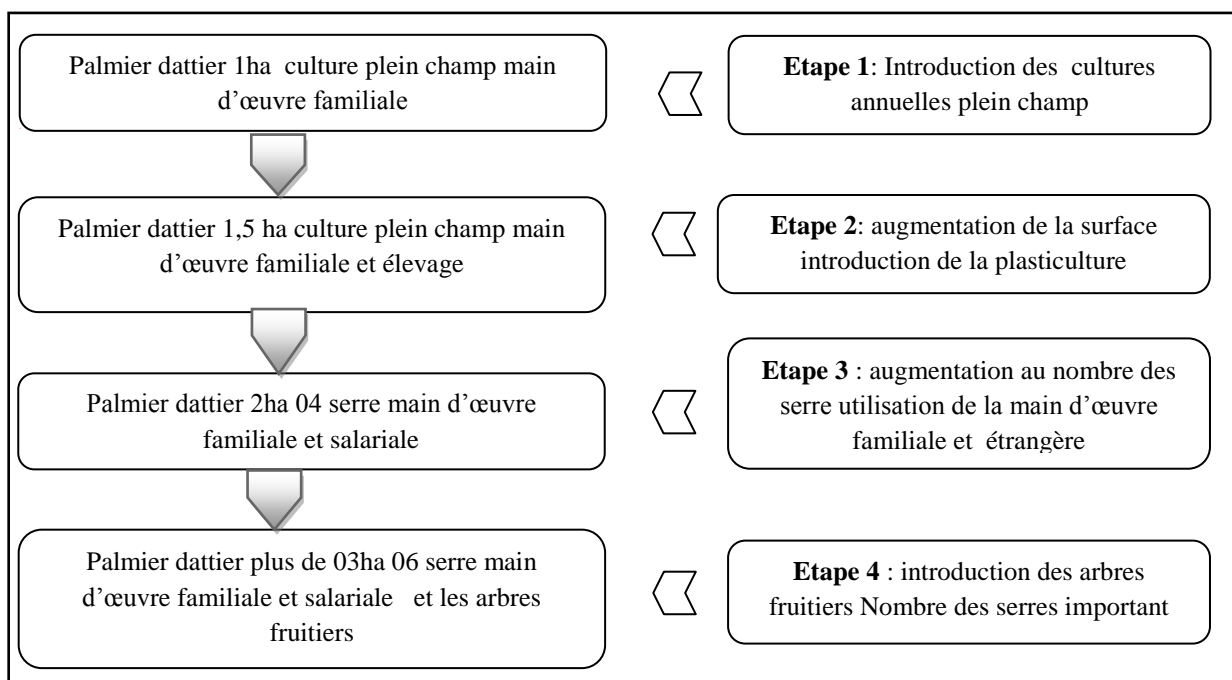 Palmier dattier 1ha culture plein champ main
d’œuvre familiale
Etape 1: Introduction des cultures
annuelles plein champ
Palmier dattier 1,5 ha culture plein champ main
d’œuvre familiale et élevage
Etape 2: augmentation de la surface
introduction de la plasticulture
Palmier dattier 2ha 04 serre main d’œuvre
familiale et salariale
Etape 3 : augmentation au nombre des
serre utilisation de la main d’œuvre
familiale et étrangère
Palmier dattier plus de 03ha 06 serre main
d’œuvre familiale et salariale et les arbres
fruitiers
Etape 4 : introduction des arbres
fruitiers Nombre des serres important